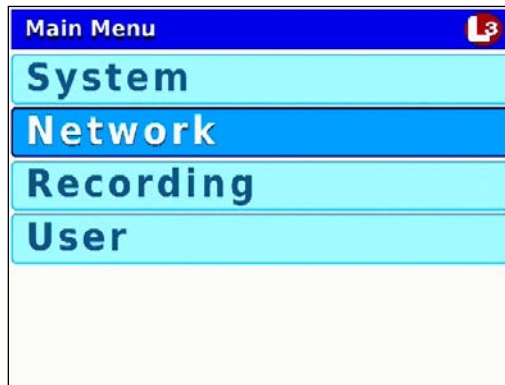 Main Menu
L3
System
Network
Recording
User